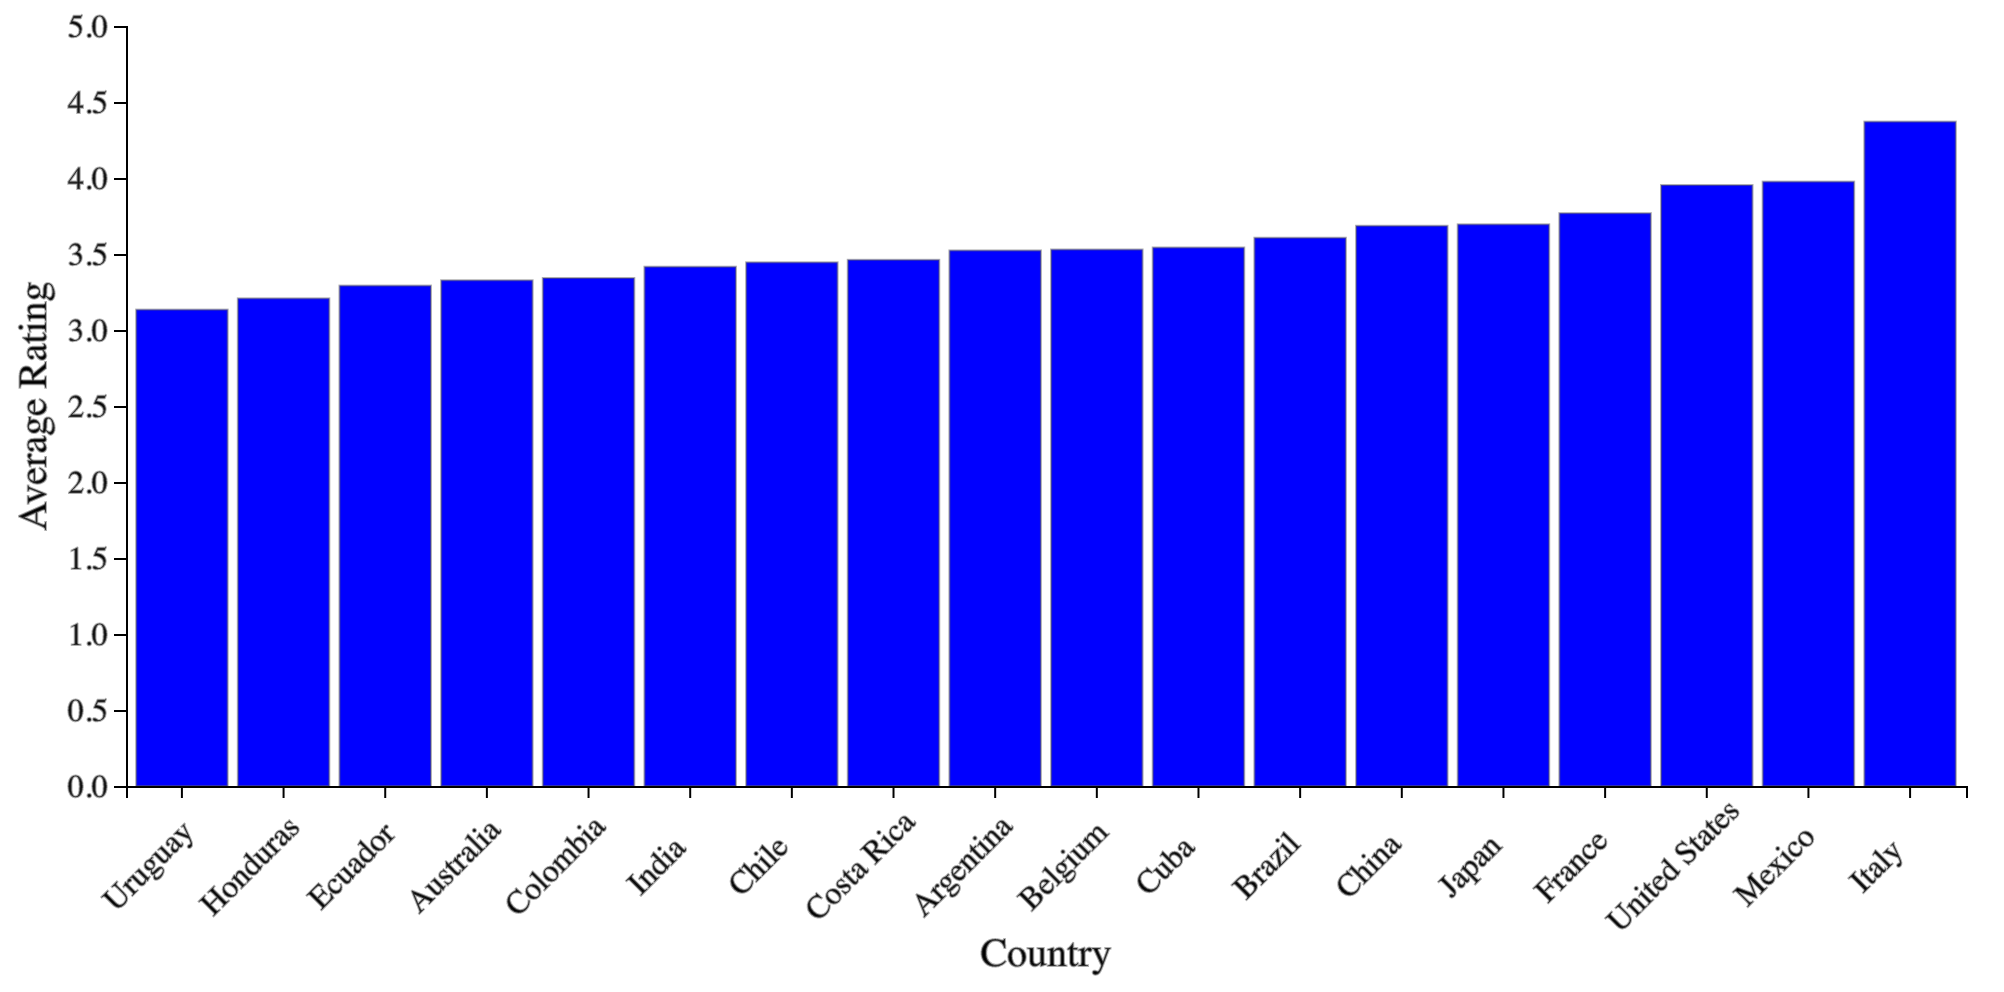 5.0
4.5
4.0
3.5
3.0
2.5
2.0
1.5
1.0
0.5
0.0
Average Rating
Uruguay
Honduras
Ecuador
Australia
Colombia
India
Chile
Costa Rica
Argentina
Belgium
Cuba
Brazil
China
Japan
France
United States
Mexico
Italy
Country